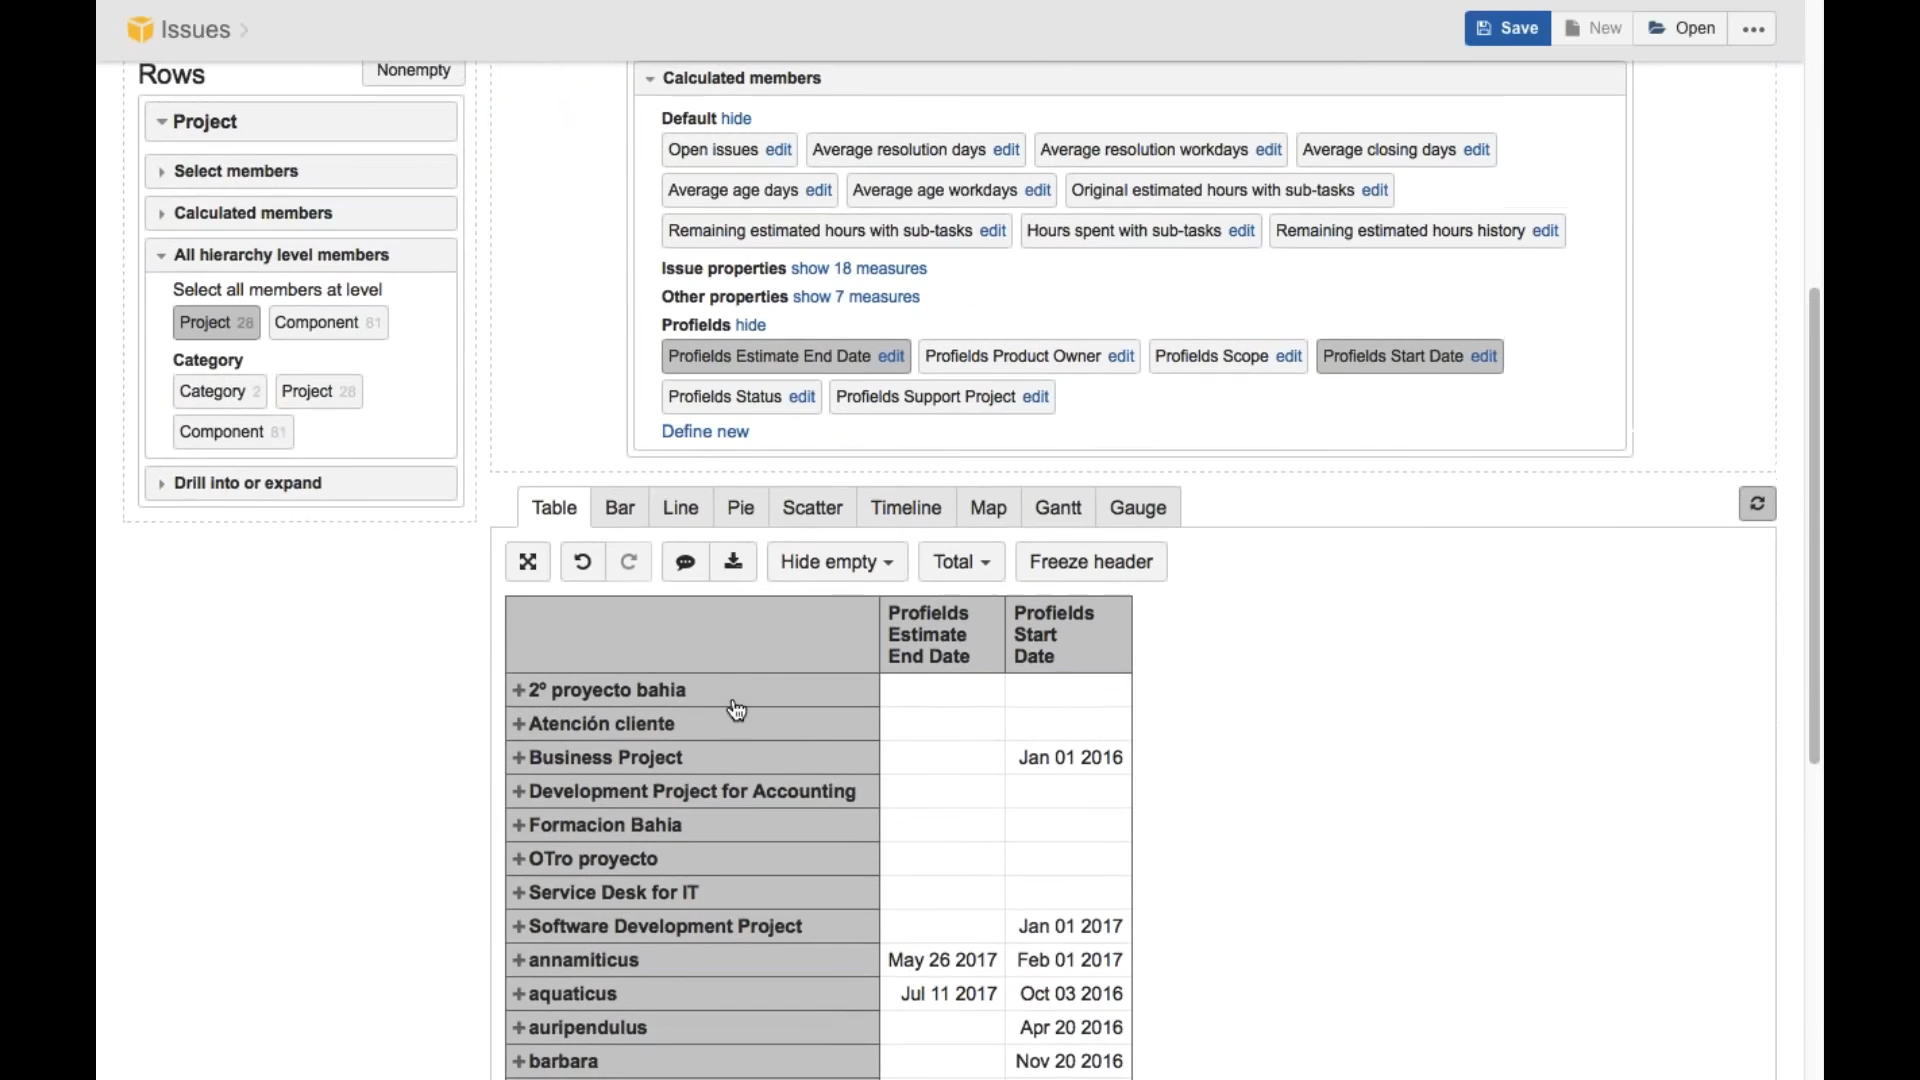 Issues
Save New Open
Rows
Nonempty
Project
Select members
Calculated members
All hierarchy level members
Select all members at level
Project 28 Component 81
Category
Category 2 Project 28
Component 81
Drill into or expand
Calculated members
Default hide
Open issues edit Average resolution days edit Average resolution workdays edit Average closing days edit
Average age days edit Average age workdays edit Original estimated hours with sub-tasks edit
Remaining estimated hours with sub-tasks edit Hours spent with sub-tasks edit Remaining estimated hours history edit
Issue properties show 18 measures
Other properties show 7 measures
Profields hide
Profields Estimate End Date edit Profields Product Owner edit Profields Scope edit Profields Start Date edit
Profields Status edit Profields Support Project edit
Define new
Table Bar Line Pie Scatter Timeline Map Gantt Gauge
Hide empty Total Freeze header
Profields Estimate End Date Profields Start Date
2º proyecto bahia
Atención cliente
Business Project Jan 01 2016
Development Project for Accounting
Formacion Bahia
OTro proyecto
Service Desk for IT
Software Development Project Jan 01 2017
annamiticus May 26 2017 Feb 01 2017
aquaticus Jul 11 2017 Oct 03 2016
auripendulus Apr 20 2016
barbara Nov 20 2016